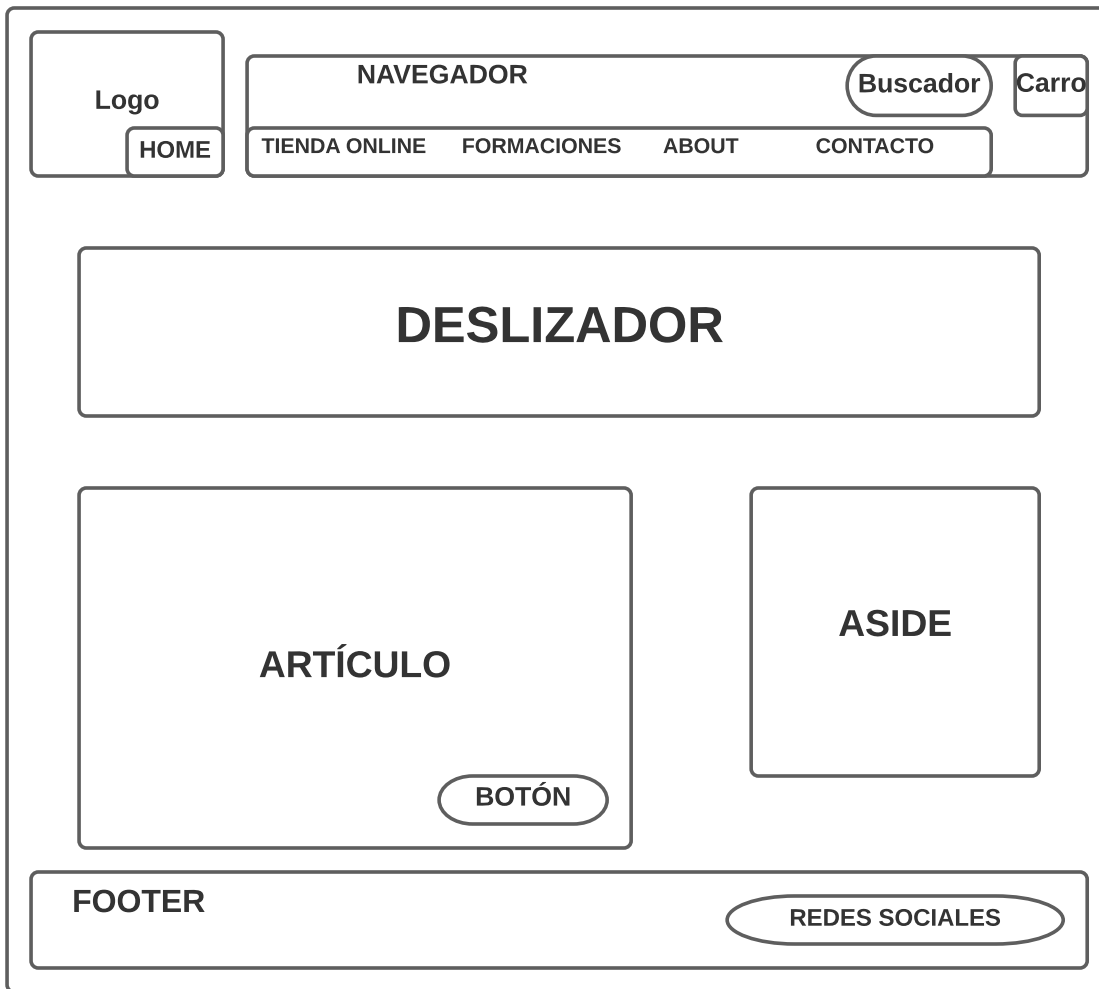 Logo
HOME
NAVEGADOR
Buscador
Carro
TIENDA ONLINE
FORMACIONES
ABOUT
CONTACTO
DESLIZADOR
ARTÍCULO
BOTÓN
ASIDE
FOOTER
REDES SOCIALES